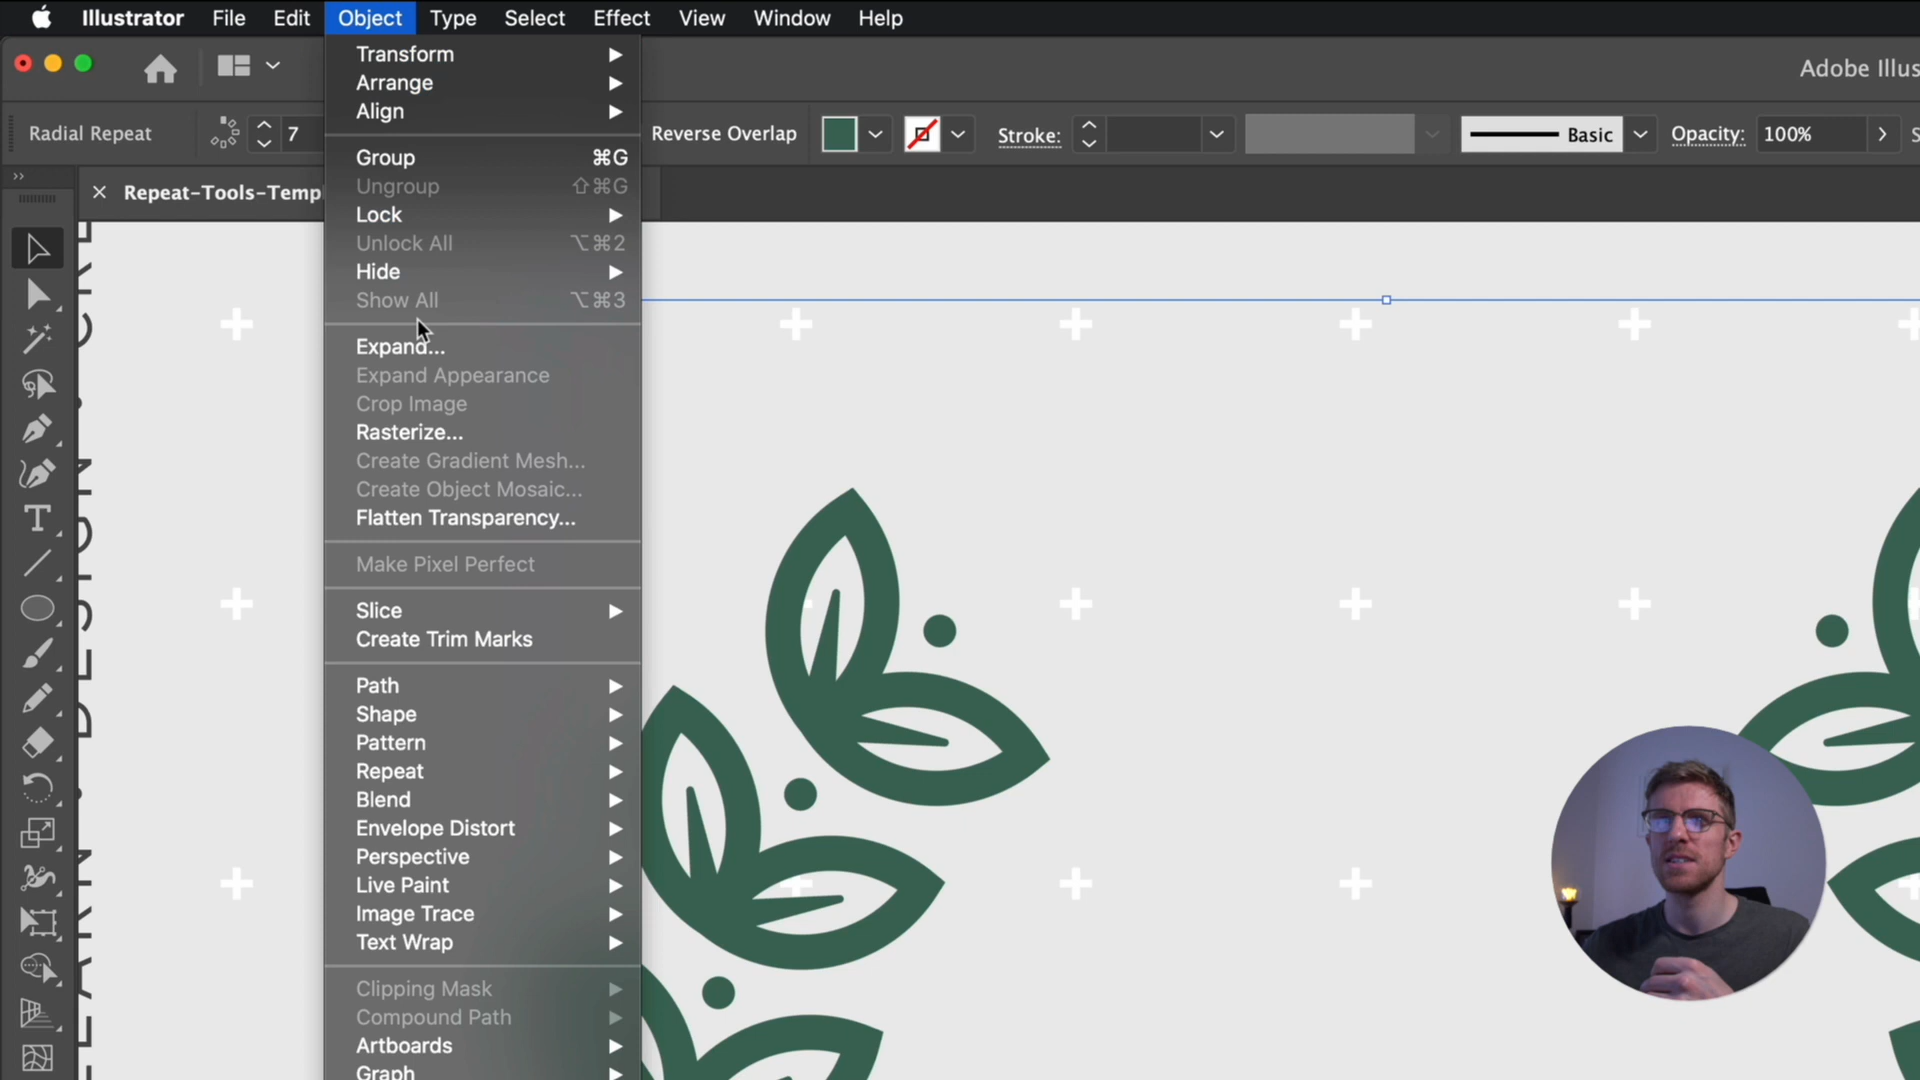 Illustrator File Edit Object Type Select Effect View Window Help
Adobe Illus
Radial Repeat 7 Reverse Overlap Stroke: Basic Opacity: 100%
Repeat-Tools-Temp
Transform
Arrange
Align
Group ⌘G
Ungroup ⇧⌘G
Lock
Unlock All ⌥⌘2
Hide
Show All ⌥⌘3
Expand...
Expand Appearance
Crop Image
Rasterize...
Create Gradient Mesh...
Create Object Mosaic...
Flatten Transparency...
Make Pixel Perfect
Slice
Create Trim Marks
Path
Shape
Pattern
Repeat
Blend
Envelope Distort
Perspective
Live Paint
Image Trace
Text Wrap
Clipping Mask
Compound Path
Artboards
Graph